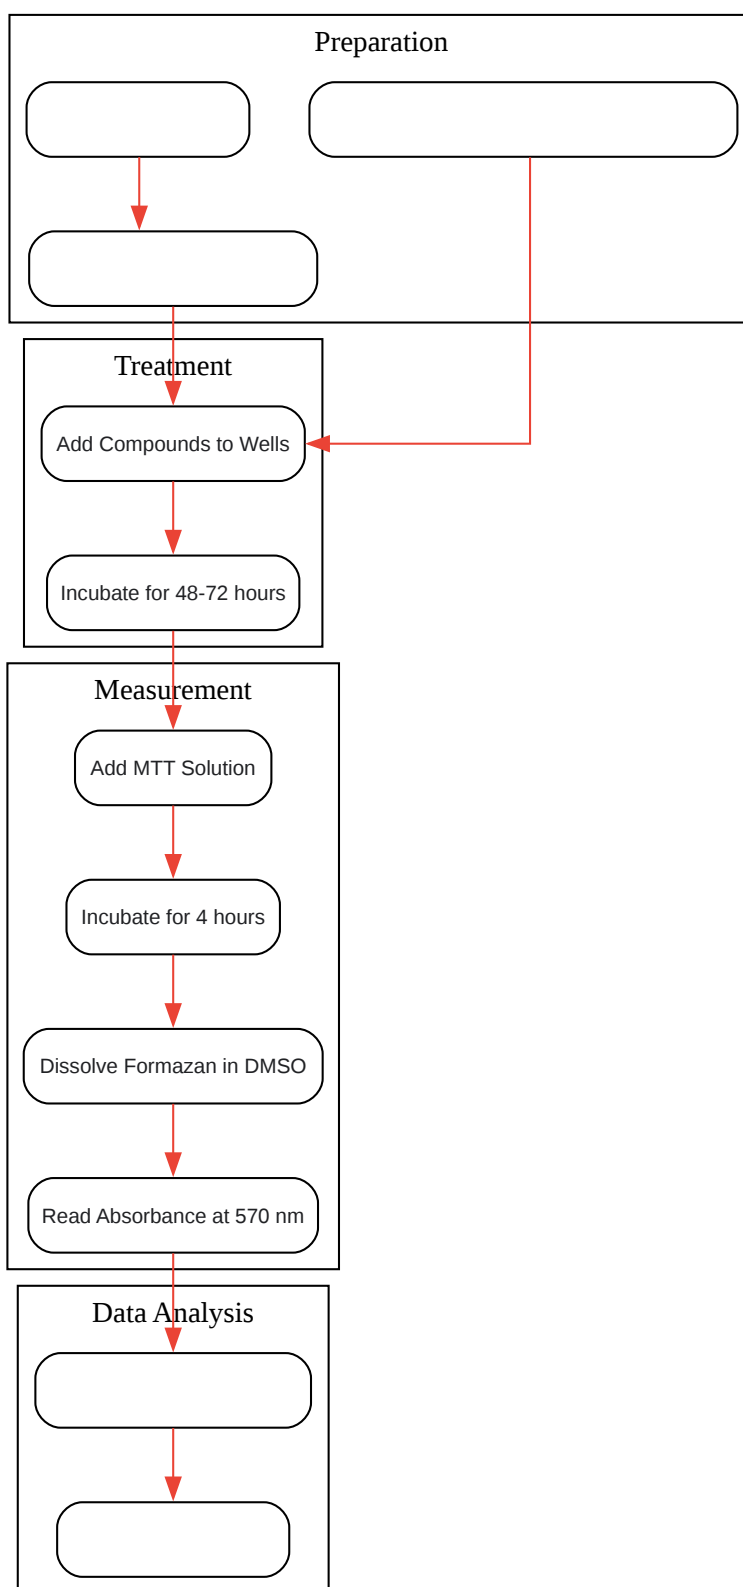 Preparation
Treatment
Add Compounds to Wells
Incubate for 48-72 hours
Measurement
Add MTT Solution
Incubate for 4 hours
Dissolve Formazan in DMSO
Read Absorbance at 570 nm
Data Analysis